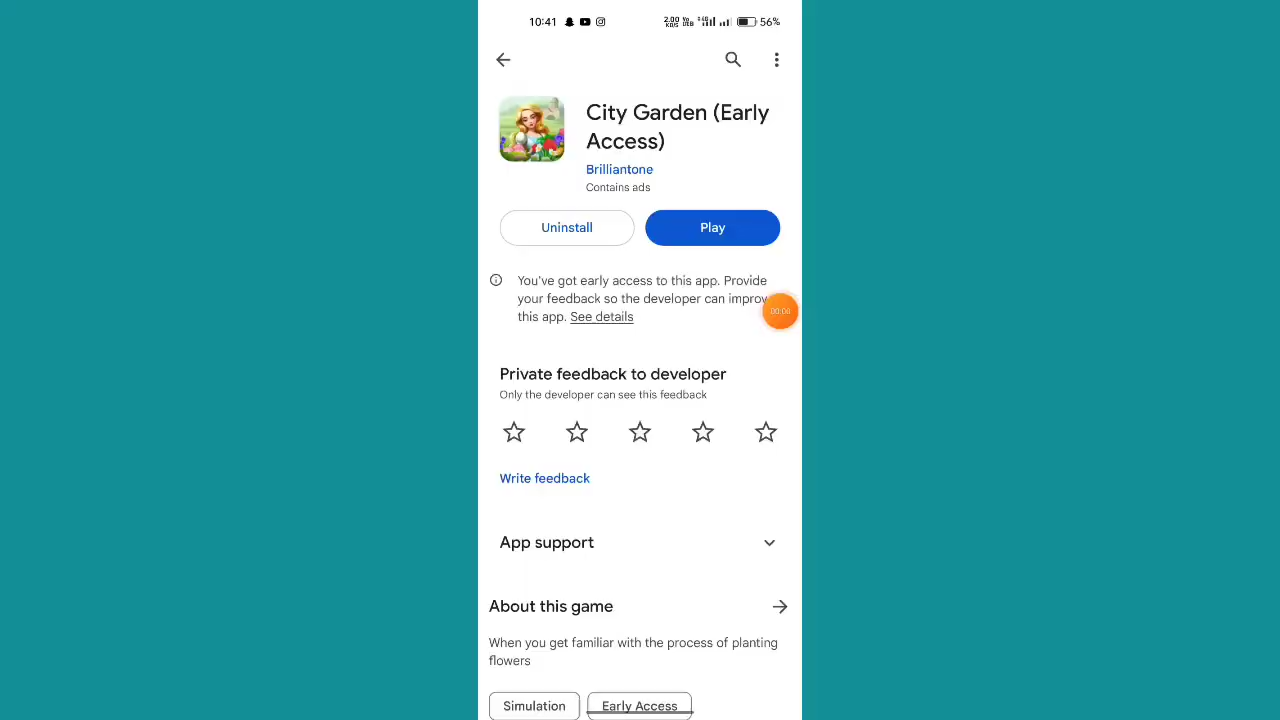 10:41 56%
City Garden (Early
Access)
Brilliantone
Contains ads
Uninstall Play
You've got early access to this app. Provide
your feedback so the developer can improv
this app. See details
00:00
Private feedback to developer
Only the developer can see this feedback
Write feedback
App support
About this game
When you get familiar with the process of planting
flowers
Simulation Early Access